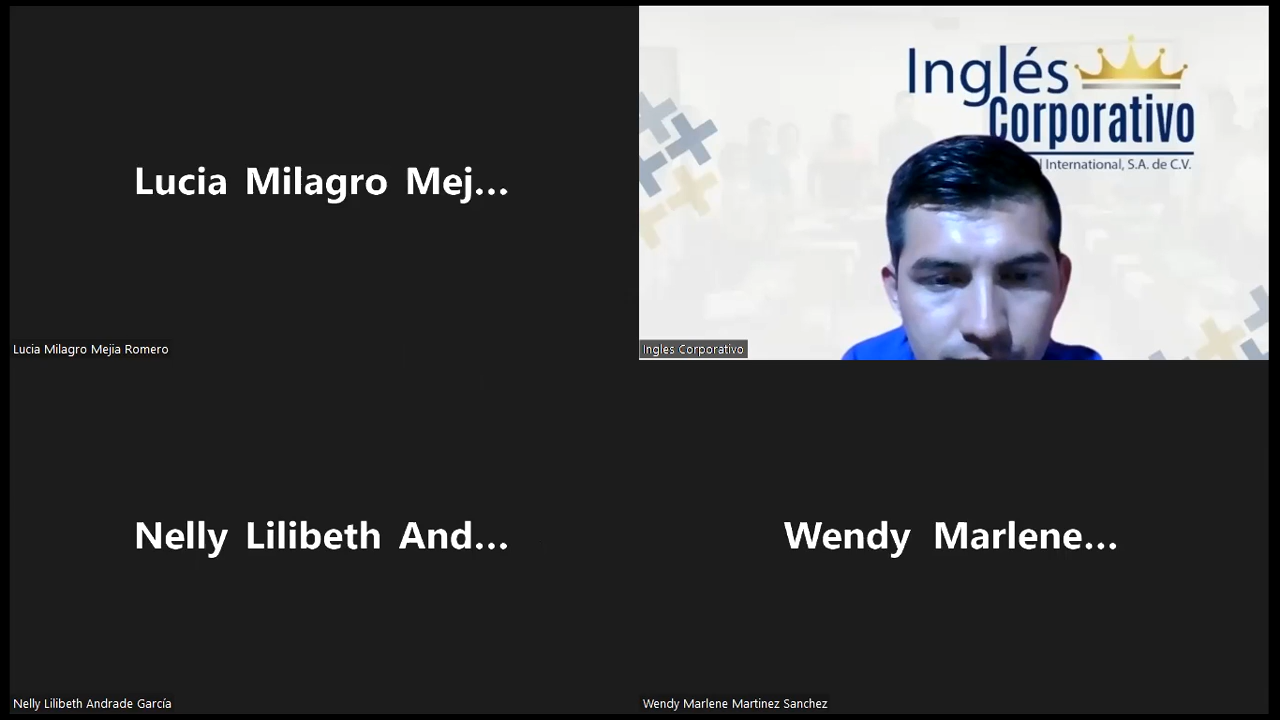 Lucia Milagro Mej...
Lucia Milagro Mejia Romero
Inglés
Corporativo
l International, S.A. de C.V.
Ingles Corporativo
Nelly Lilibeth And...
Nelly Lilibeth Andrade García
Wendy Marlene...
Wendy Marlene Martinez Sanchez